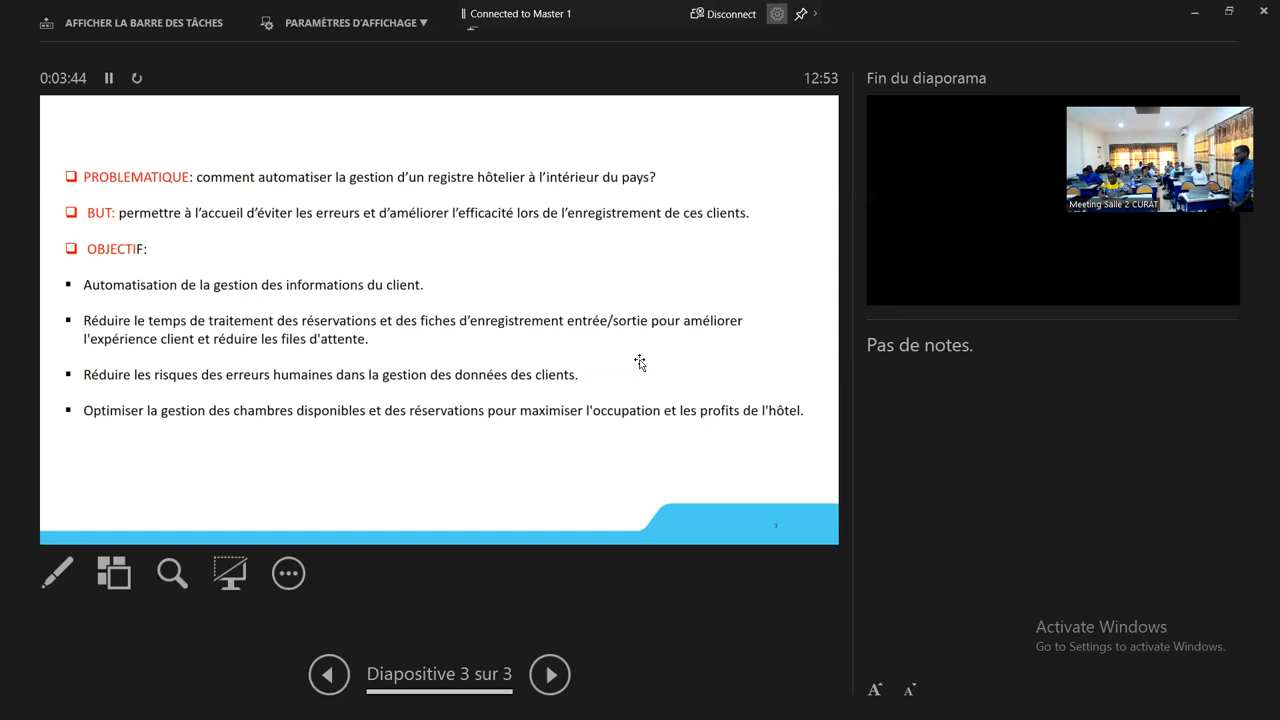 AFFICHER LA BARRE DES TÂCHES
PARAMÈTRES D'AFFICHAGE ▼
Connected to Master 1
Disconnect
0:03:44
12:53
PROBLEMATIQUE: comment automatiser la gestion d'un registre hôtelier à l'intérieur du pays?
BUT: permettre à l'accueil d'éviter les erreurs et d'améliorer l'efficacité lors de l'enregistrement de ces clients.
OBJECTIF:
Automatisation de la gestion des informations du client.
Réduire le temps de traitement des réservations et des fiches d'enregistrement entrée/sortie pour améliorer
l'expérience client et réduire les files d'attente.
Réduire les risques des erreurs humaines dans la gestion des données des clients.
Optimiser la gestion des chambres disponibles et des réservations pour maximiser l'occupation et les profits de l'hôtel.
3
Diapositive 3 sur 3
Fin du diaporama
Meeting Salle 2 CURAT
Pas de notes.
Activate Windows
Go to Settings to activate Windows.
A A